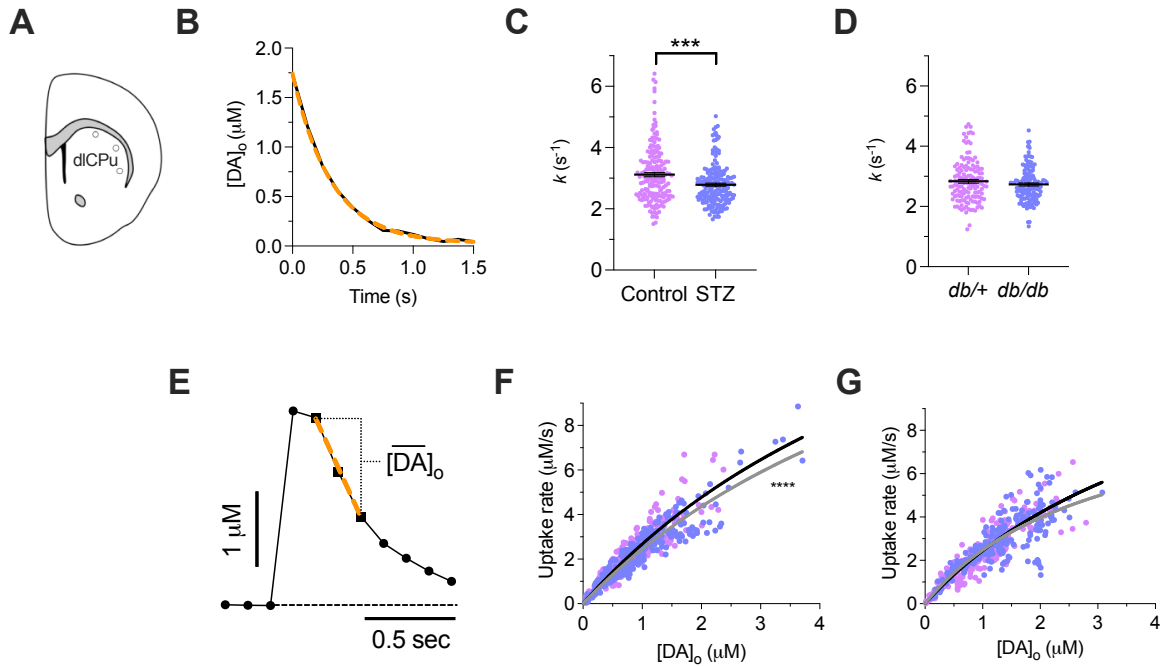 A
dlCPu
B
[DA]ₒ (μM)
2.0
1.5
1.0
0.5
0.0
0.0 0.5 1.0 1.5
Time (s)
C
***
k (s⁻¹)
6
4
2
0
Control STZ
D
k (s⁻¹)
6
4
2
0
db/+ db/db
E
[DA]ₒ
1 μM
0.5 sec
F
Uptake rate (μM/s)
10
8
6
4
2
0
****
0 1 2 3 4
[DA]ₒ (μM)
G
Uptake rate (μM/s)
10
8
6
4
2
0
0 1 2 3 4
[DA]ₒ (μM)